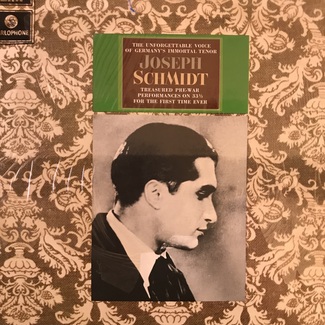 PARLOPHONE
THE UNFORGETTABLE VOICE
OF GERMANY'S IMMORTAL TENOR
JOSEPH
SCHMIDT
TREASURED PRE-WAR
PERFORMANCES ON 33⅓
FOR THE FIRST TIME EVER